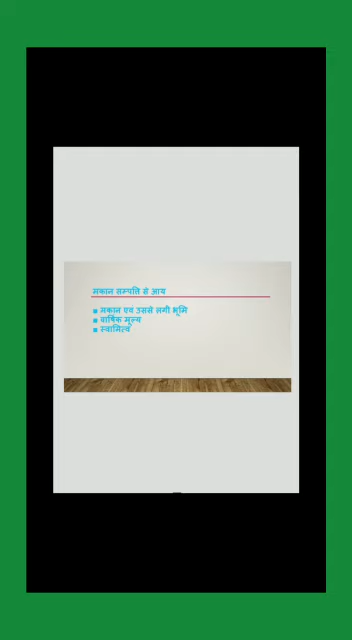 मकान सम्पत्ति से आय
मकान एवं उससे लगी भूमि
वार्षिक मूल्य
स्वामित्व